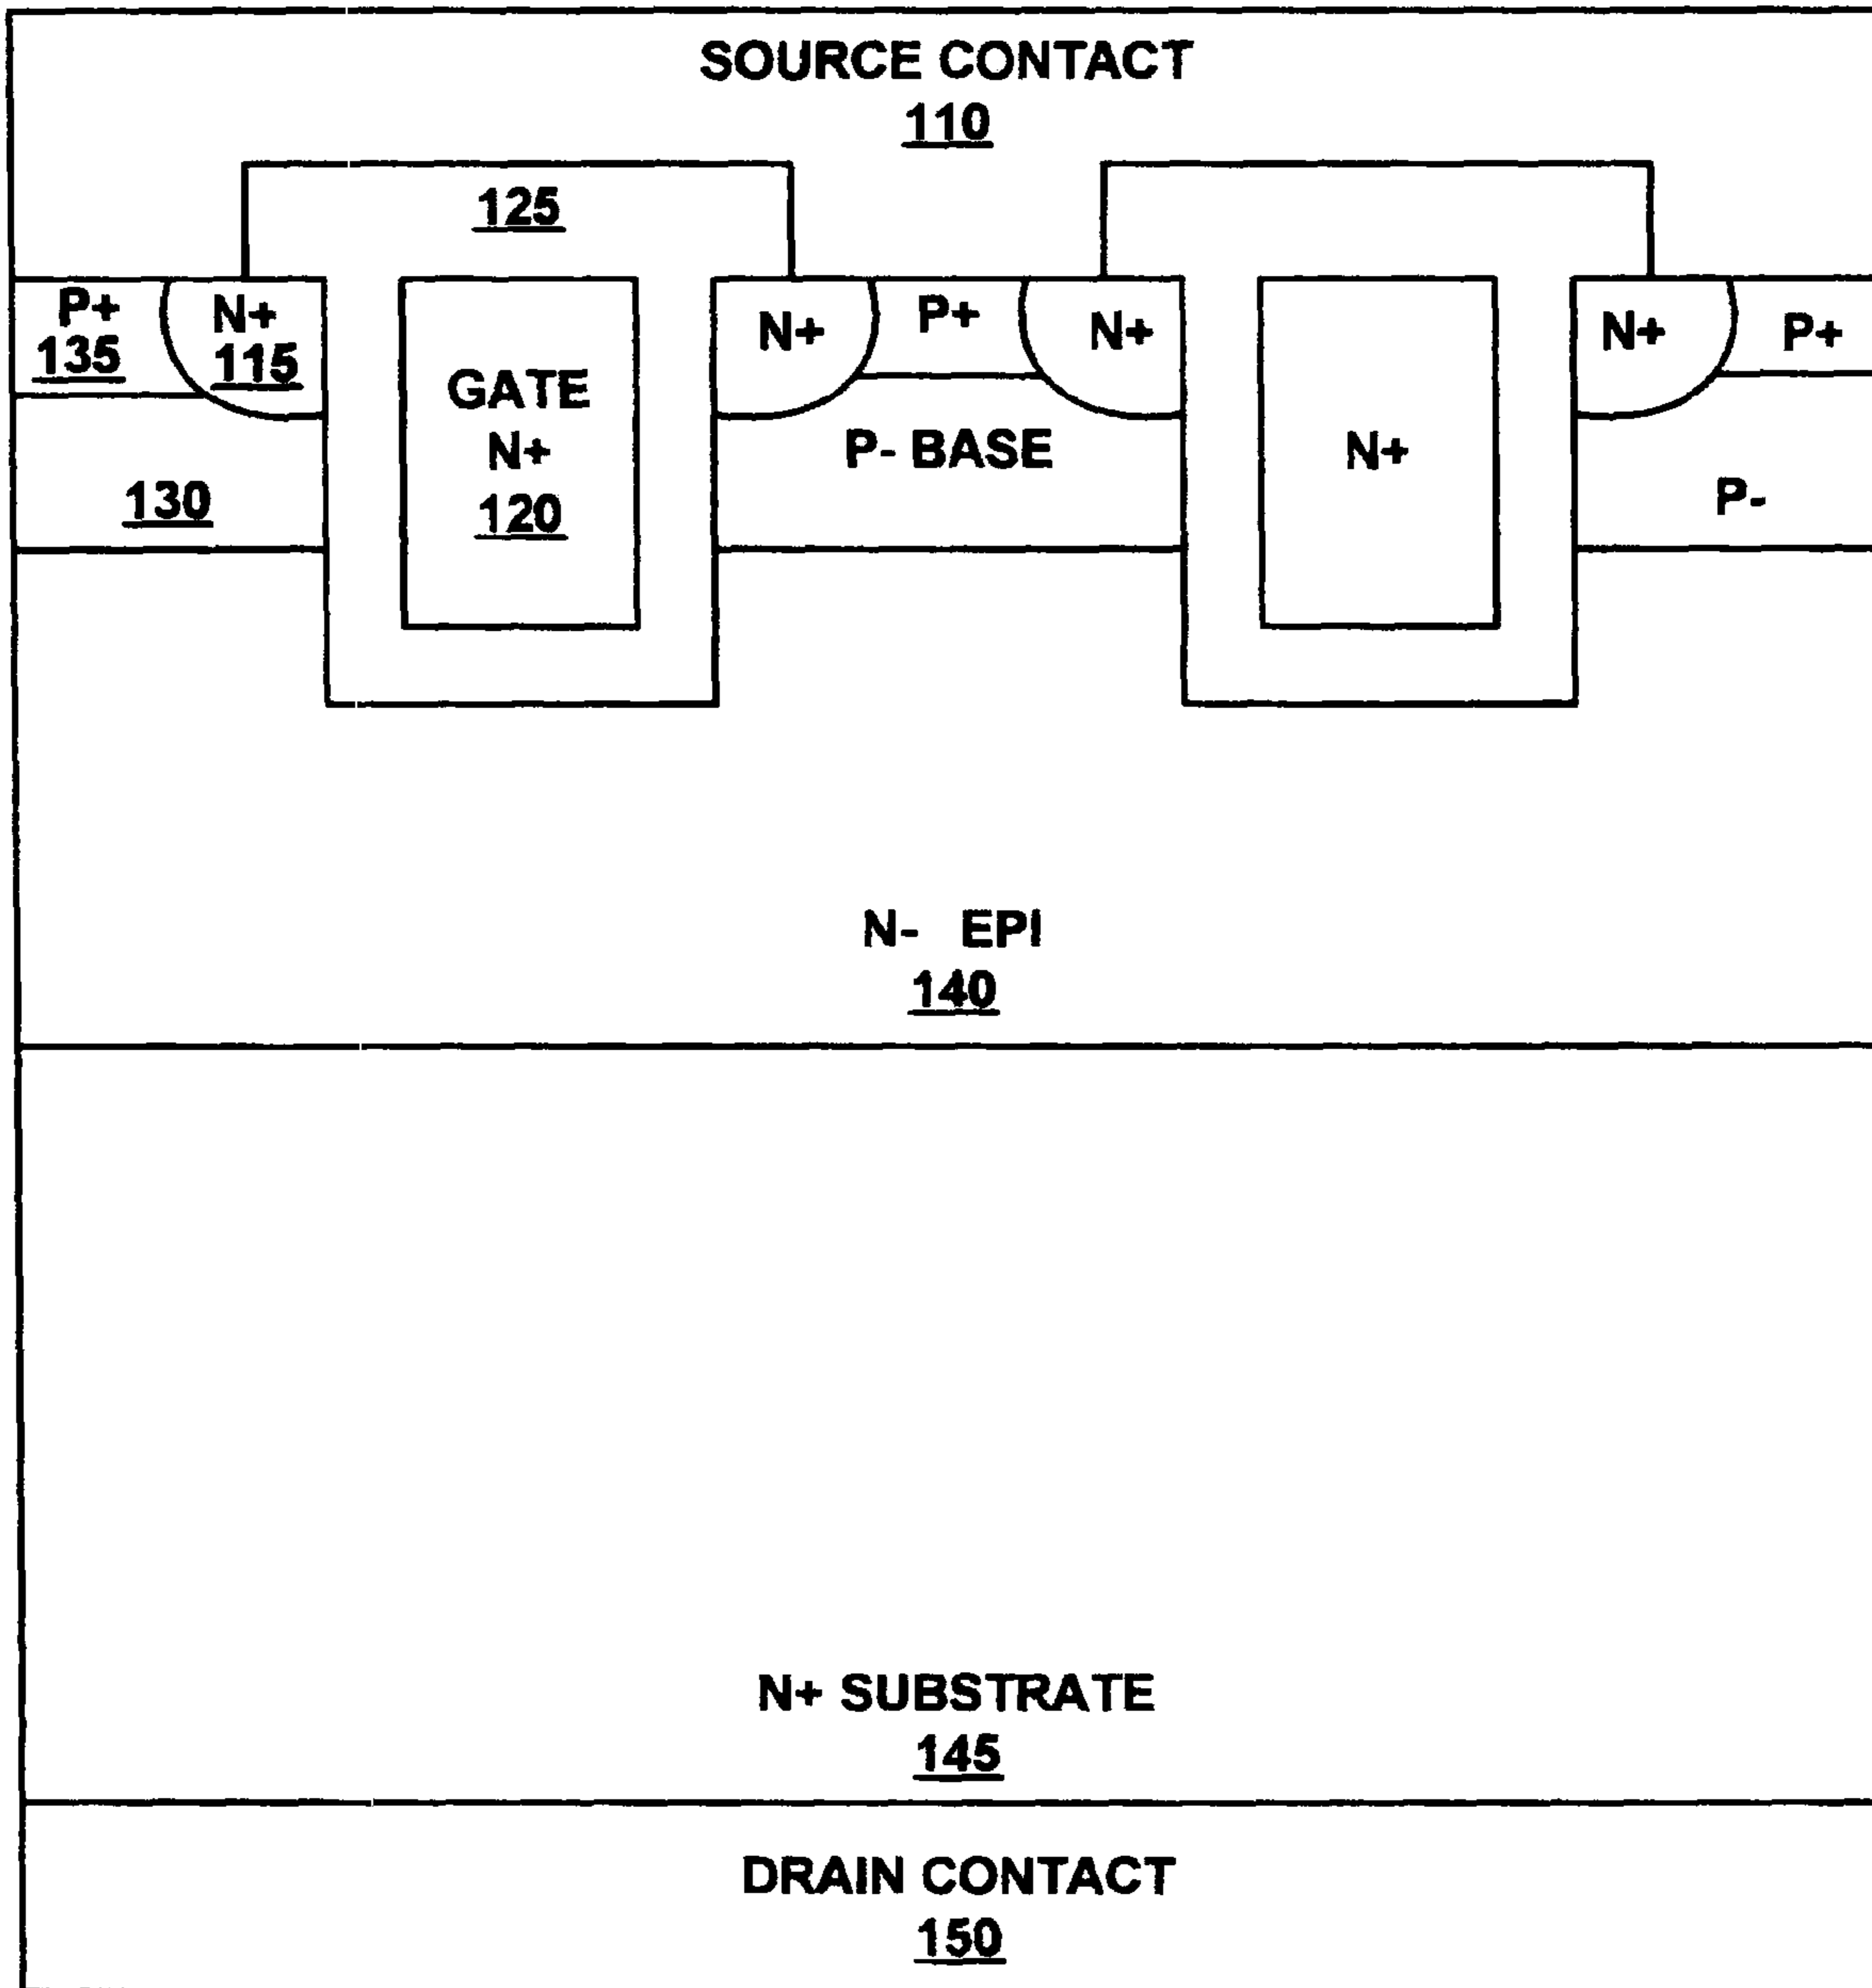 SOURCE CONTACT
110
125
P+
135
N+
115
GATE
N+
120
N+
P+
N+
P- BASE
N+
N+
P+
P-
130
N- EPI
140
N+ SUBSTRATE
145
DRAIN CONTACT
150